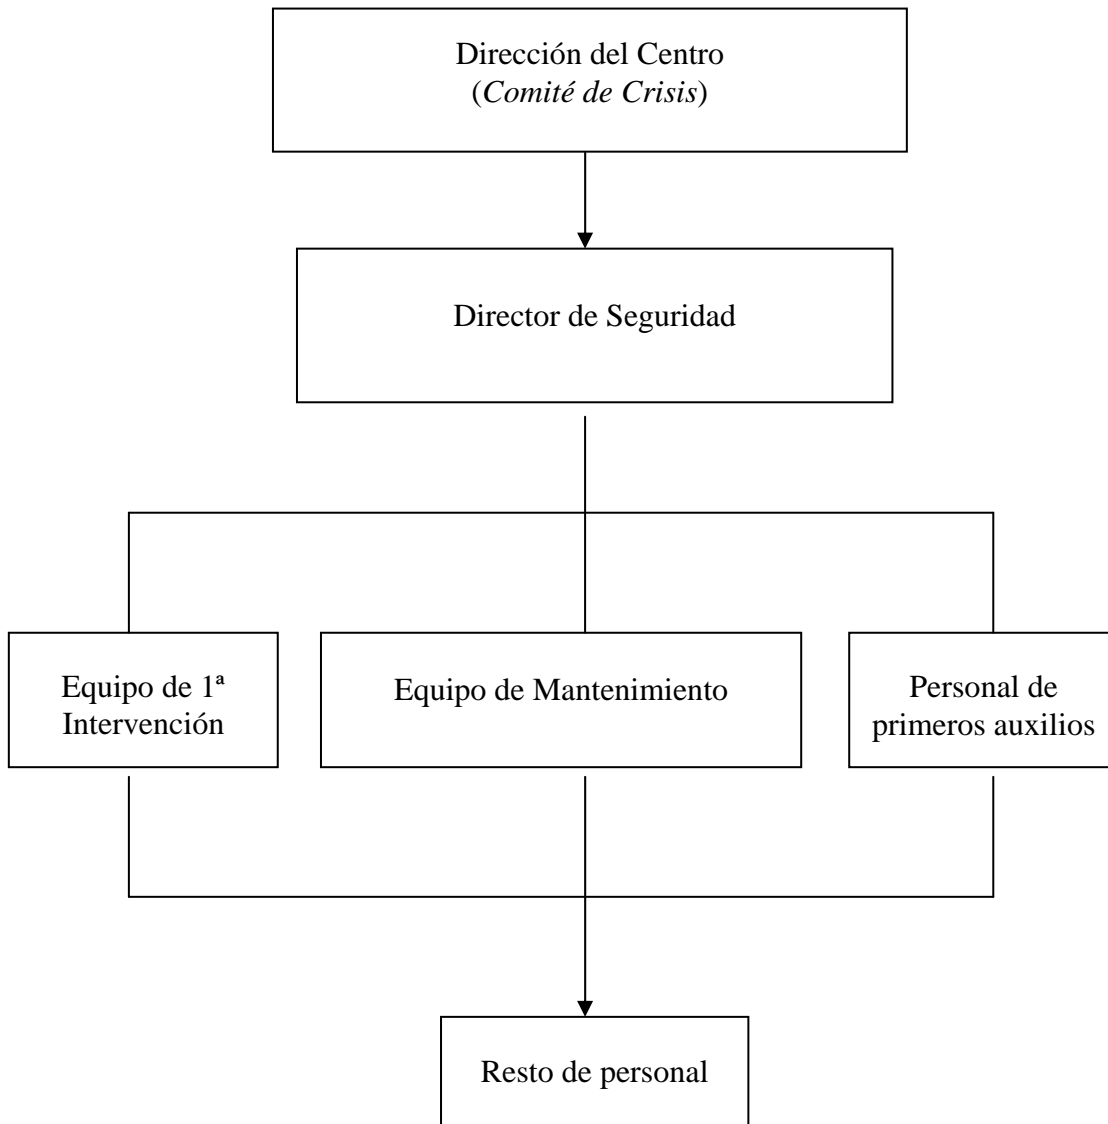 Dirección del Centro
(Comité de Crisis)
Director de Seguridad
Equipo de 1ª
Intervención
Equipo de Mantenimiento
Personal de
primeros auxilios
Resto de personal